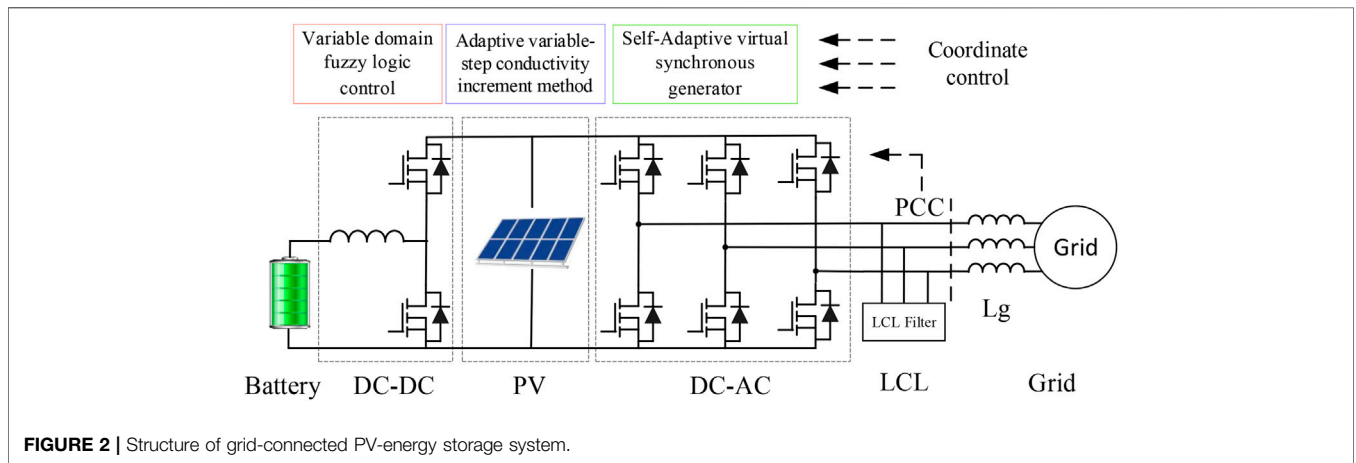 Variable domain
fuzzy logic
control
Adaptive variable-
step conductivity
increment method
Self-Adaptive virtual
synchronous
generator
Coordinate
control
PCC
Grid
Lg
LCL Filter
Battery
DC-DC
PV
DC-AC
LCL
Grid
FIGURE 2 | Structure of grid-connected PV-energy storage system.